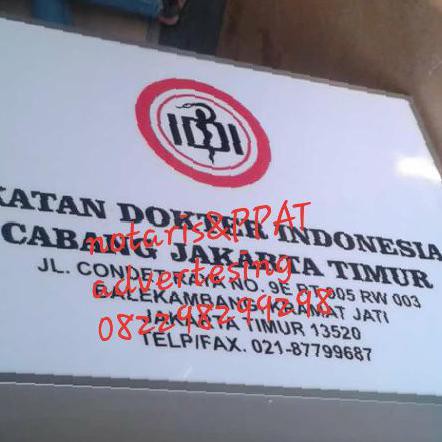 IDI
KATAN DOKTER INDONESIA
CABANG JAKARTA TIMUR
JL. CONDET RAYA NO. 9E RT 005 RW 003
BALEKAMBANG, KRAMAT JATI
JAKARTA TIMUR 13520
TELP/FAX. 021-87799687
notaris&PPAT
advertesing
082298299298